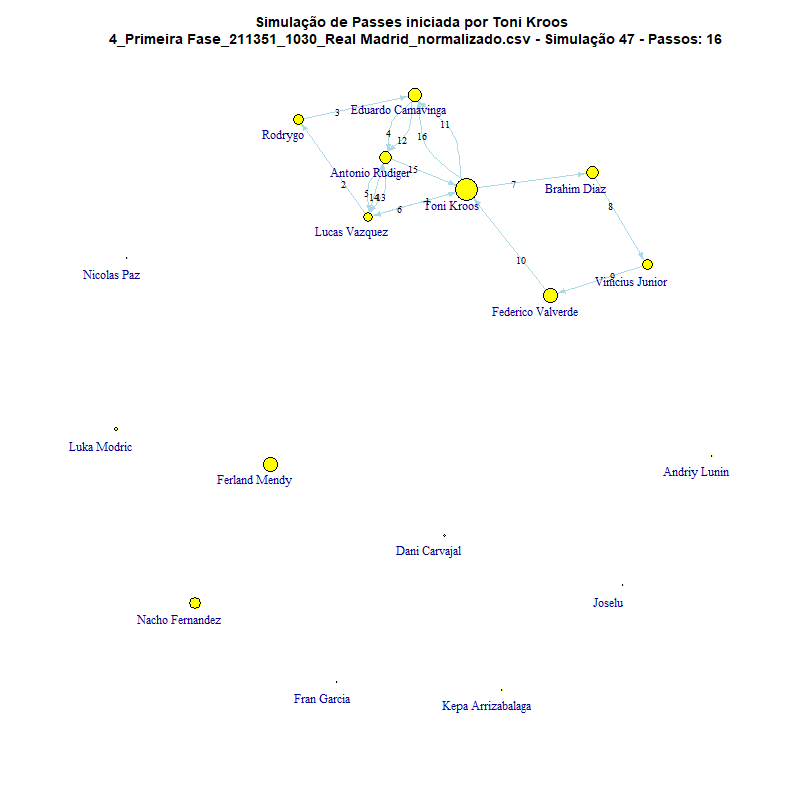 Simulação de Passes iniciada por Toni Kroos
4_Primeira Fase_211351_1030_Real Madrid_normalizado.csv - Simulação 47 - Passos: 16
Eduardo Camavinga
3
11
Rodrygo
4
12
16
Antonio Rudiger
15
2
5
14
13
7
Brahim Diaz
6
Toni Kroos
8
Lucas Vazquez
10
Nicolas Paz
9
Vinicius Junior
Federico Valverde
Luka Modric
Ferland Mendy
Andriy Lunin
Dani Carvajal
Joselu
Nacho Fernandez
Fran Garcia
Kepa Arrizabalaga